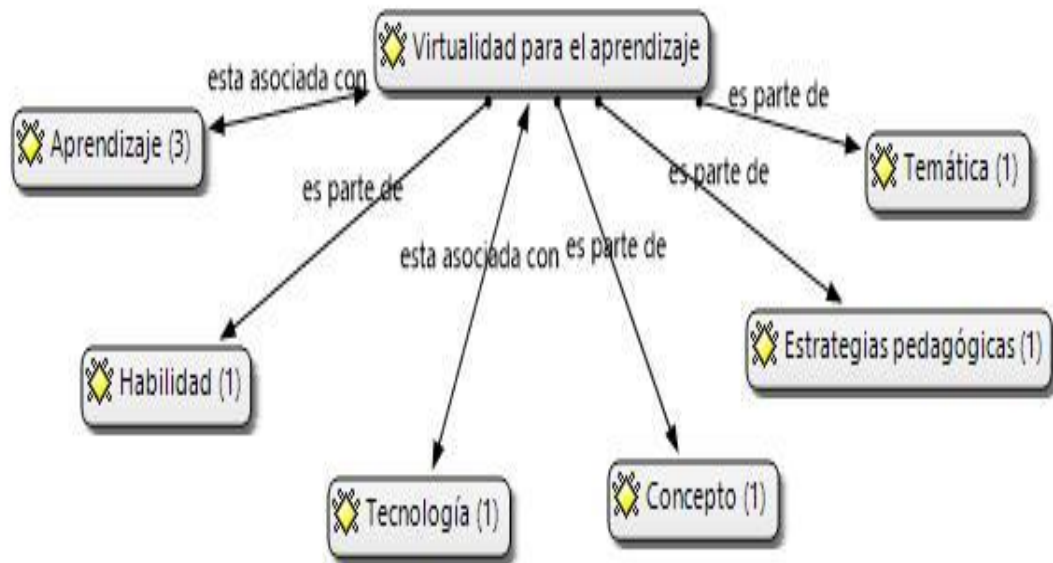 Virtualidad para el aprendizaje
esta asociada con
es parte de
Aprendizaje (3)
Temática (1)
es parte de
es parte de
esta asociada con
es parte de
Estrategias pedagógicas (1)
Habilidad (1)
Tecnología (1)
Concepto (1)